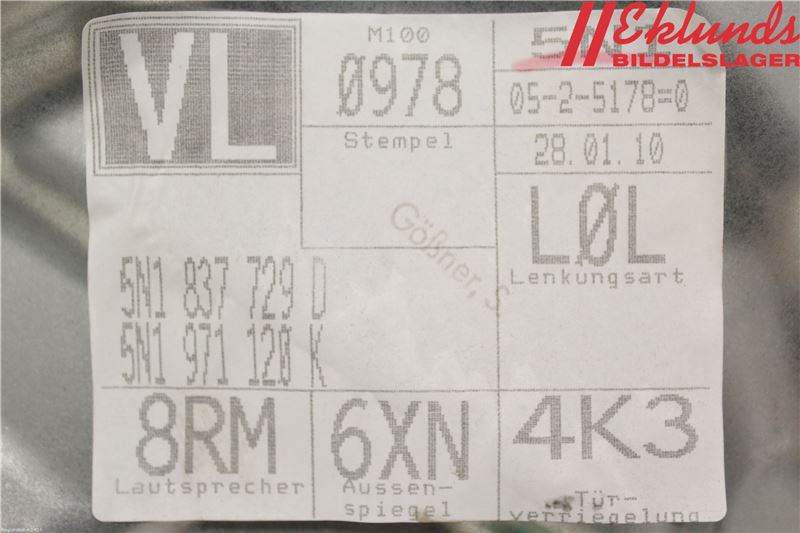 VL
M100
0978
Stempel
5N1
05-2-5178=0
28.01.10
LØL
Lenkungsart
Gößner, S.
5N1 837 729 D
5N1 971 120 K
8RM
Lautsprecher
6XN
Aussen-
spiegel
4K3
Tür-
verriegelung
Eklunds
BILDELSLAGER